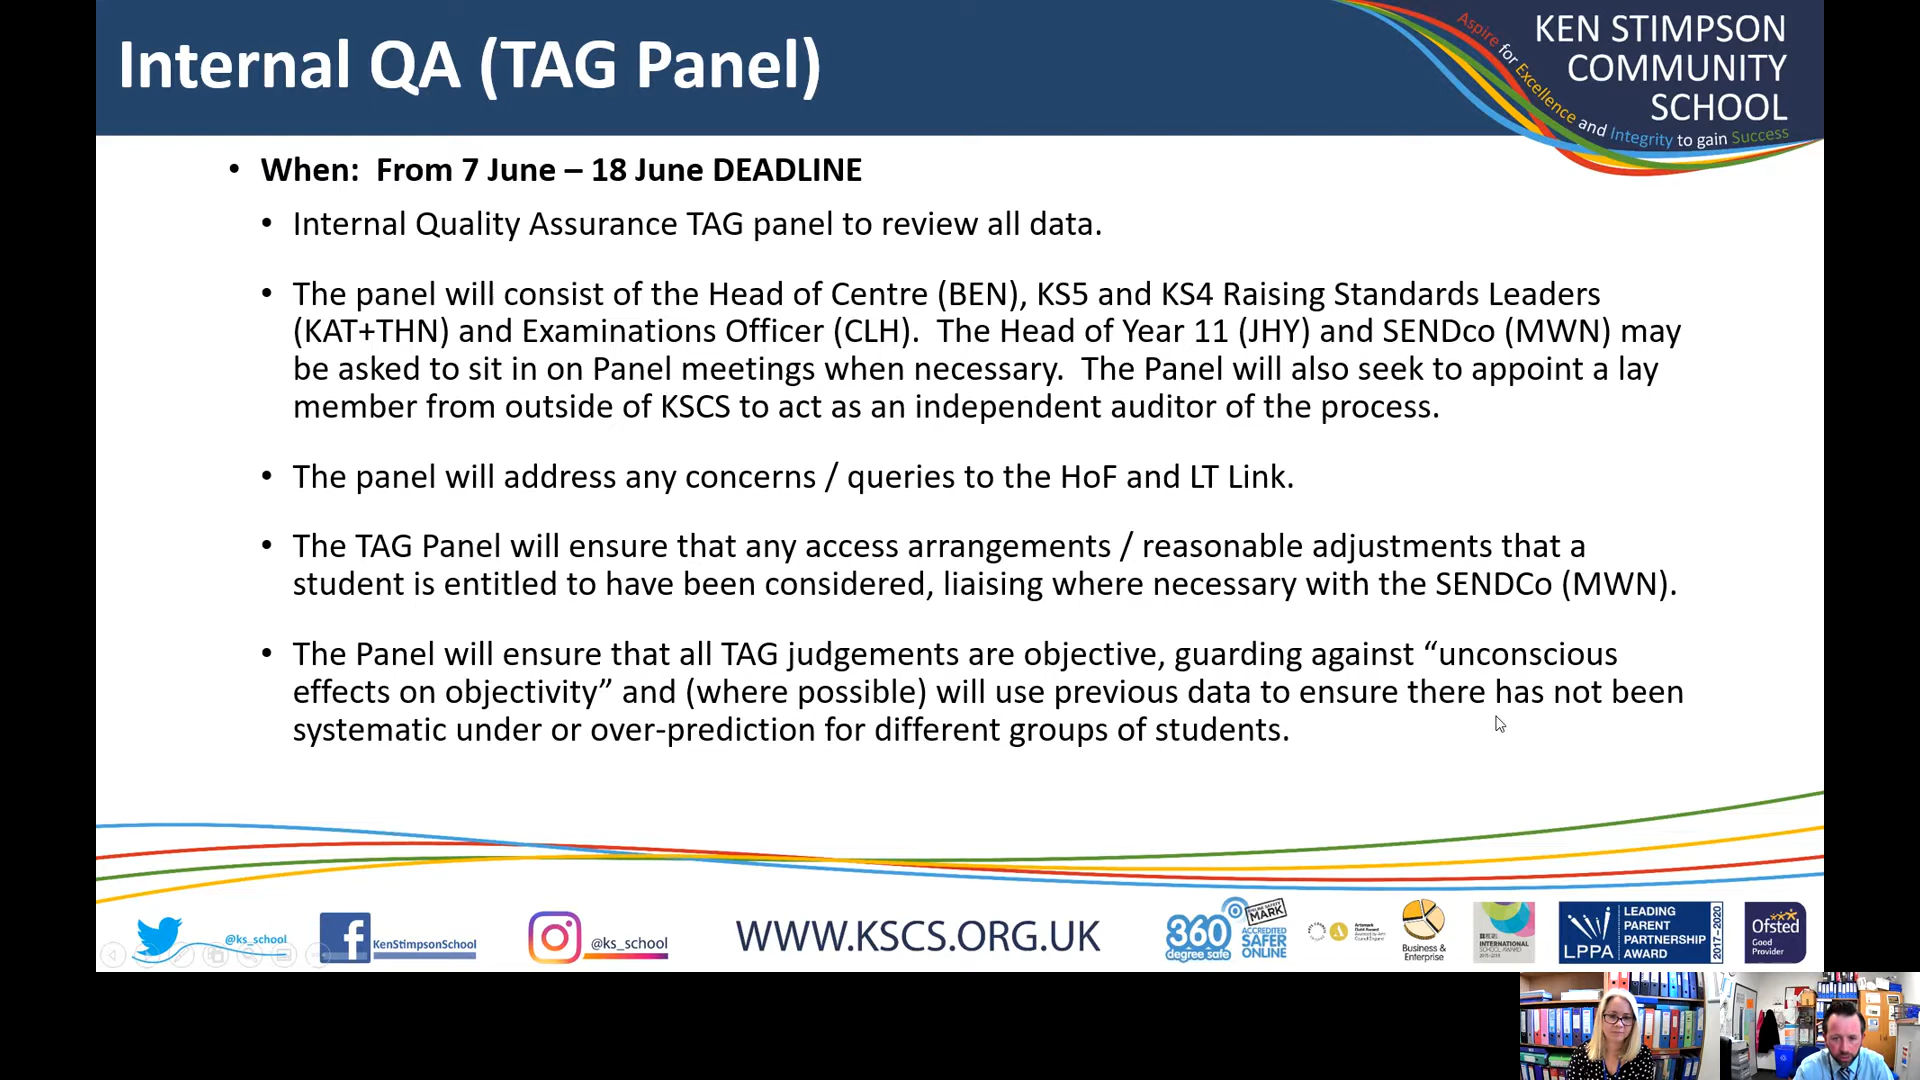 Internal QA (TAG Panel)
KEN STIMPSON
COMMUNITY
SCHOOL
Aspire for Excellence and Integrity to gain Success
• When:  From 7 June – 18 June DEADLINE
• Internal Quality Assurance TAG panel to review all data.
• The panel will consist of the Head of Centre (BEN), KS5 and KS4 Raising Standards Leaders
(KAT+THN) and Examinations Officer (CLH).  The Head of Year 11 (JHY) and SENDco (MWN) may
be asked to sit in on Panel meetings when necessary.  The Panel will also seek to appoint a lay
member from outside of KSCS to act as an independent auditor of the process.
• The panel will address any concerns / queries to the HoF and LT Link.
• The TAG Panel will ensure that any access arrangements / reasonable adjustments that a
student is entitled to have been considered, liaising where necessary with the SENDCo (MWN).
• The Panel will ensure that all TAG judgements are objective, guarding against “unconscious
effects on objectivity” and (where possible) will use previous data to ensure there has not been
systematic under or over-prediction for different groups of students.
@ks_school
KenStimpsonSchool
@ks_school
WWW.KSCS.ORG.UK
360
degree safe
ONLINE SAFETY
MARK
ACCREDITED
SAFER
ONLINE
Business &
Enterprise
INTERNATIONAL
SCHOOL AWARD
LPPA
LEADING
PARENT
PARTNERSHIP
AWARD
2017-2020
Ofsted
Good
Provider